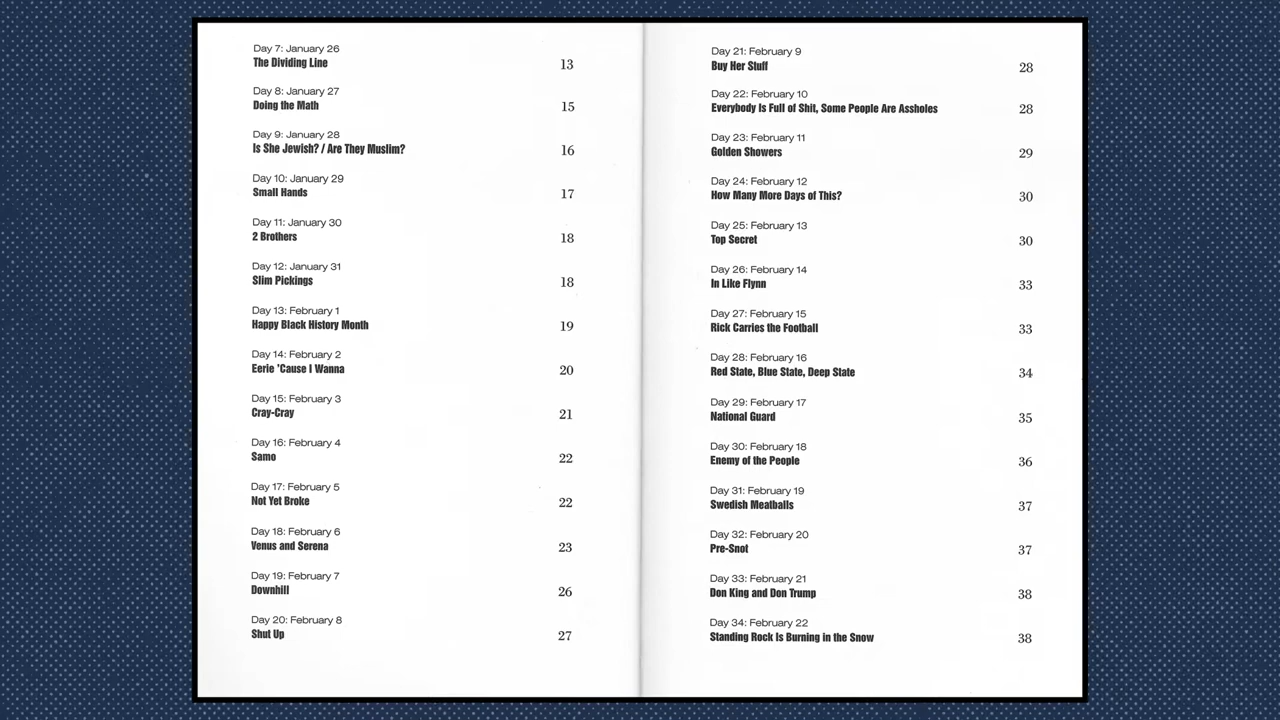 Day 7: January 26
The Dividing Line 13
Day 8: January 27
Doing the Math 15
Day 9: January 28
Is She Jewish? / Are They Muslim? 16
Day 10: January 29
Small Hands 17
Day 11: January 30
2 Brothers 18
Day 12: January 31
Slim Pickings 18
Day 13: February 1
Happy Black History Month 19
Day 14: February 2
Eerie ’Cause I Wanna 20
Day 15: February 3
Cray-Cray 21
Day 16: February 4
Samo 22
Day 17: February 5
Not Yet Broke 22
Day 18: February 6
Venus and Serena 23
Day 19: February 7
Downhill 26
Day 20: February 8
Shut Up 27
Day 21: February 9
Buy Her Stuff 28
Day 22: February 10
Everybody Is Full of Shit, Some People Are Assholes 28
Day 23: February 11
Golden Showers 29
Day 24: February 12
How Many More Days of This? 30
Day 25: February 13
Top Secret 30
Day 26: February 14
In Like Flynn 33
Day 27: February 15
Rick Carries the Football 33
Day 28: February 16
Red State, Blue State, Deep State 34
Day 29: February 17
National Guard 35
Day 30: February 18
Enemy of the People 36
Day 31: February 19
Swedish Meatballs 37
Day 32: February 20
Pre-Snot 37
Day 33: February 21
Don King and Don Trump 38
Day 34: February 22
Standing Rock Is Burning in the Snow 38